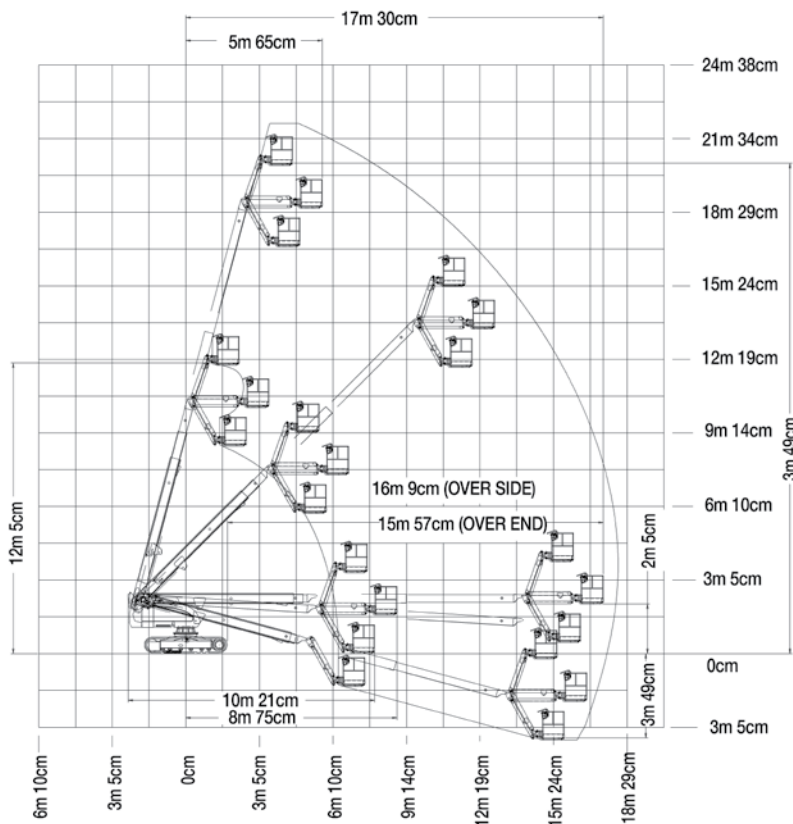 17m 30cm
5m 65cm
24m 38cm
21m 34cm
18m 29cm
15m 24cm
12m 19cm
9m 14cm
6m 10cm
3m 5cm
0cm
3m 5cm
3m 49cm
12m 5cm
16m 9cm (OVER SIDE)
15m 57cm (OVER END)
2m 5cm
3m 49cm
10m 21cm
8m 75cm
6m 10cm
3m 5cm
0cm
3m 5cm
6m 10cm
9m 14cm
12m 19cm
15m 24cm
18m 29cm